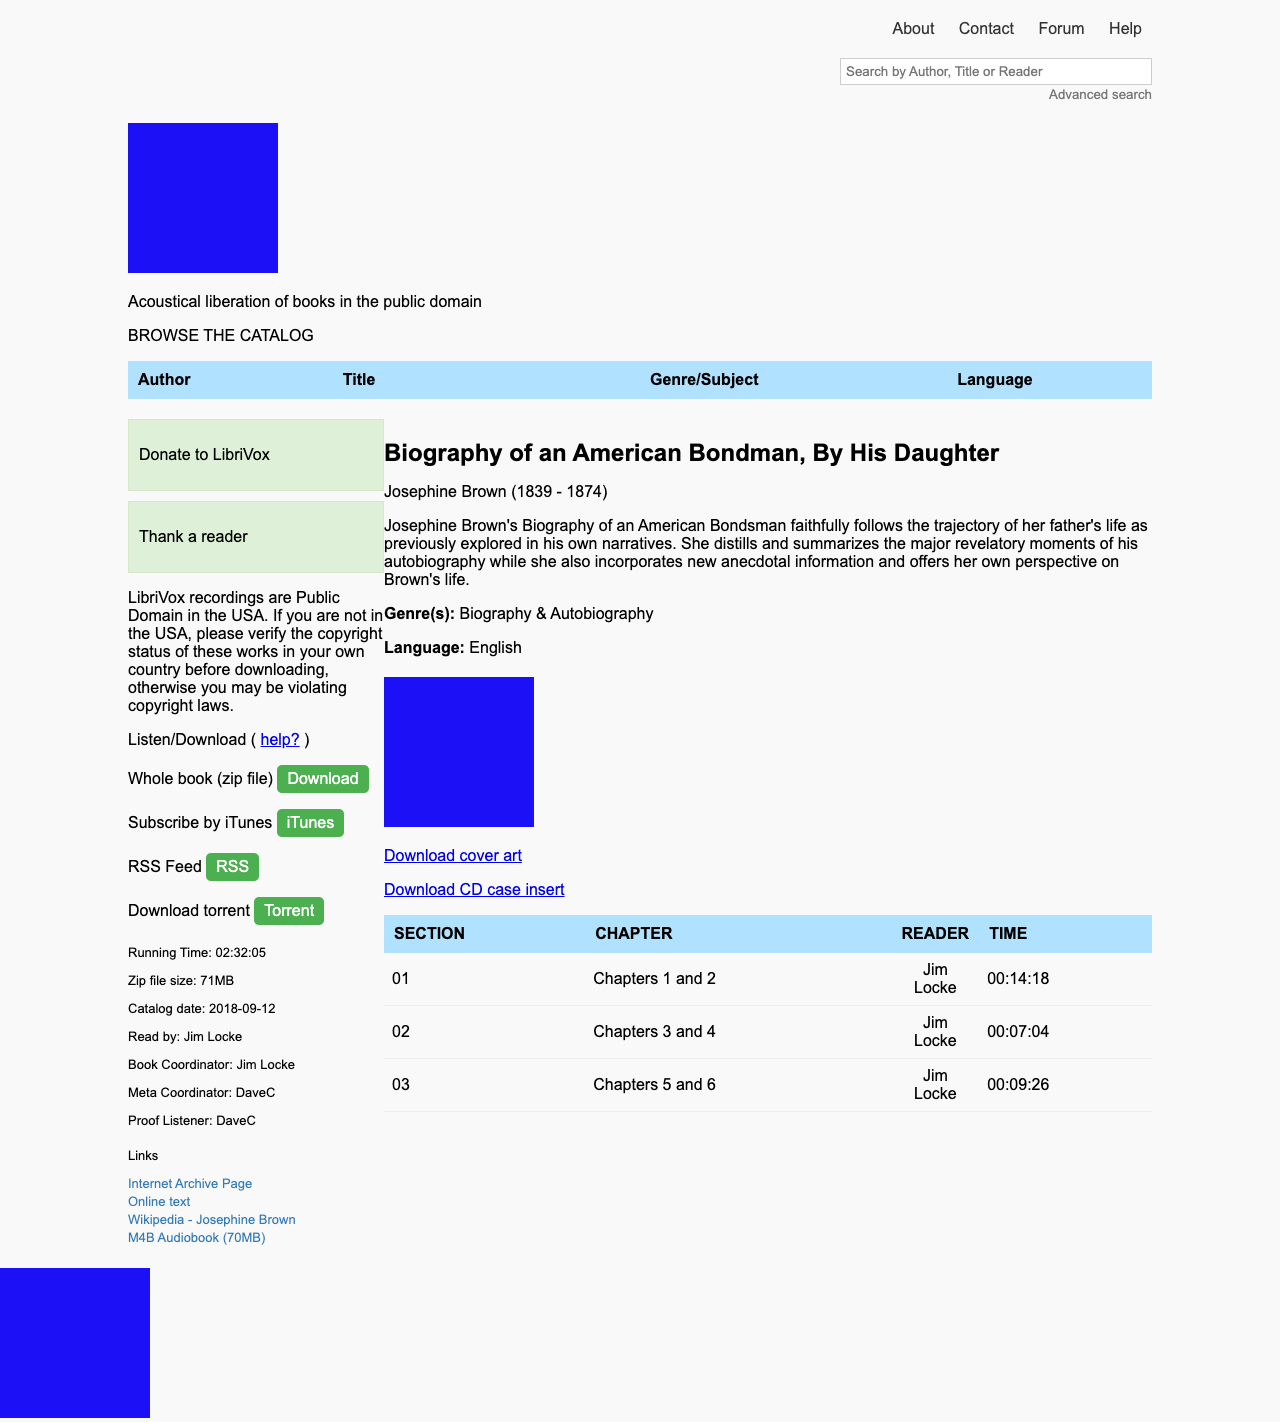 About Contact Forum Help
Search by Author, Title or Reader
Advanced search
Acoustical liberation of books in the public domain
BROWSE THE CATALOG
Author Title Genre/Subject Language
Donate to LibriVox
Thank a reader
LibriVox recordings are Public
Domain in the USA. If you are not in
the USA, please verify the copyright
status of these works in your own
country before downloading,
otherwise you may be violating
copyright laws.
Listen/Download ( help? )
Whole book (zip file) Download
Subscribe by iTunes iTunes
RSS Feed RSS
Download torrent Torrent
Running Time: 02:32:05
Zip file size: 71MB
Catalog date: 2018-09-12
Read by: Jim Locke
Book Coordinator: Jim Locke
Meta Coordinator: DaveC
Proof Listener: DaveC
Links
Internet Archive Page
Online text
Wikipedia - Josephine Brown
M4B Audiobook (70MB)
Biography of an American Bondman, By His Daughter
Josephine Brown (1839 - 1874)
Josephine Brown's Biography of an American Bondsman faithfully follows the trajectory of her father's life as
previously explored in his own narratives. She distills and summarizes the major revelatory moments of his
autobiography while she also incorporates new anecdotal information and offers her own perspective on
Brown's life.
Genre(s): Biography & Autobiography
Language: English
Download cover art
Download CD case insert
SECTION CHAPTER READER TIME
01 Chapters 1 and 2 Jim Locke 00:14:18
02 Chapters 3 and 4 Jim Locke 00:07:04
03 Chapters 5 and 6 Jim Locke 00:09:26